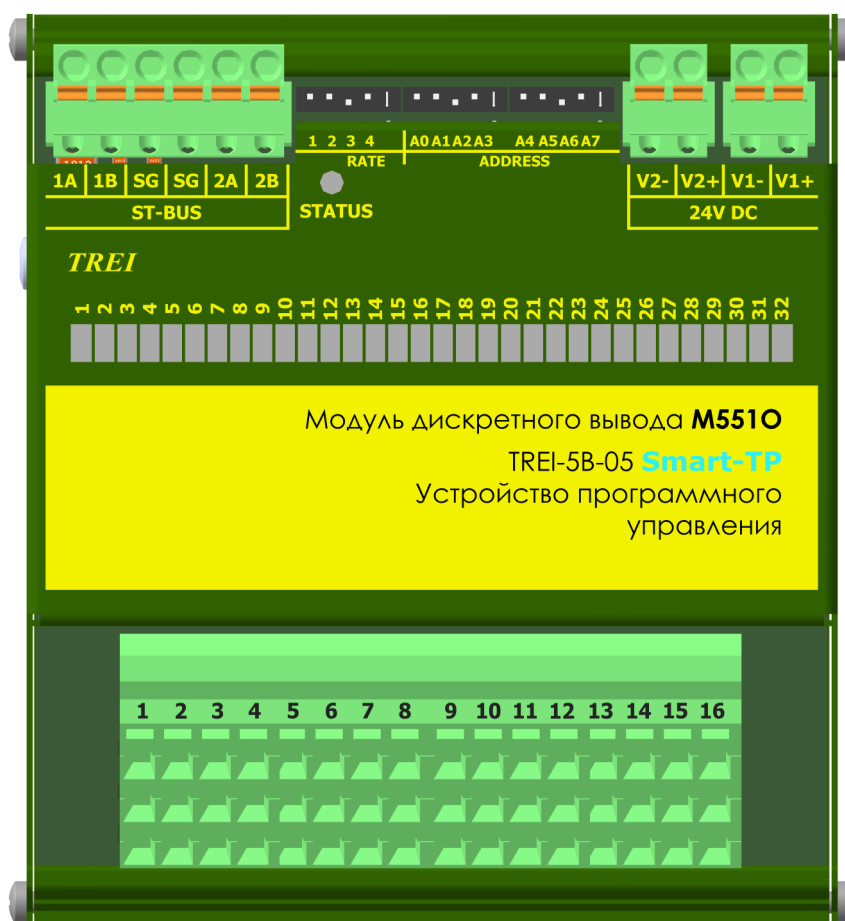 1 2 3 4 A0 A1 A2 A3 A4 A5 A6 A7
RATE ADDRESS
1A 1B SG SG 2A 2B V2- V2+ V1- V1+
ST-BUS STATUS 24V DC
TREI
1 2 3 4 5 6 7 8 9 10 11 12 13 14 15 16 17 18 19 20 21 22 23 24 25 26 27 28 29 30 31 32
Модуль дискретного вывода M551O
TREI-5B-05 Smart-TP
Устройство программного
управления
1 2 3 4 5 6 7 8 9 10 11 12 13 14 15 16